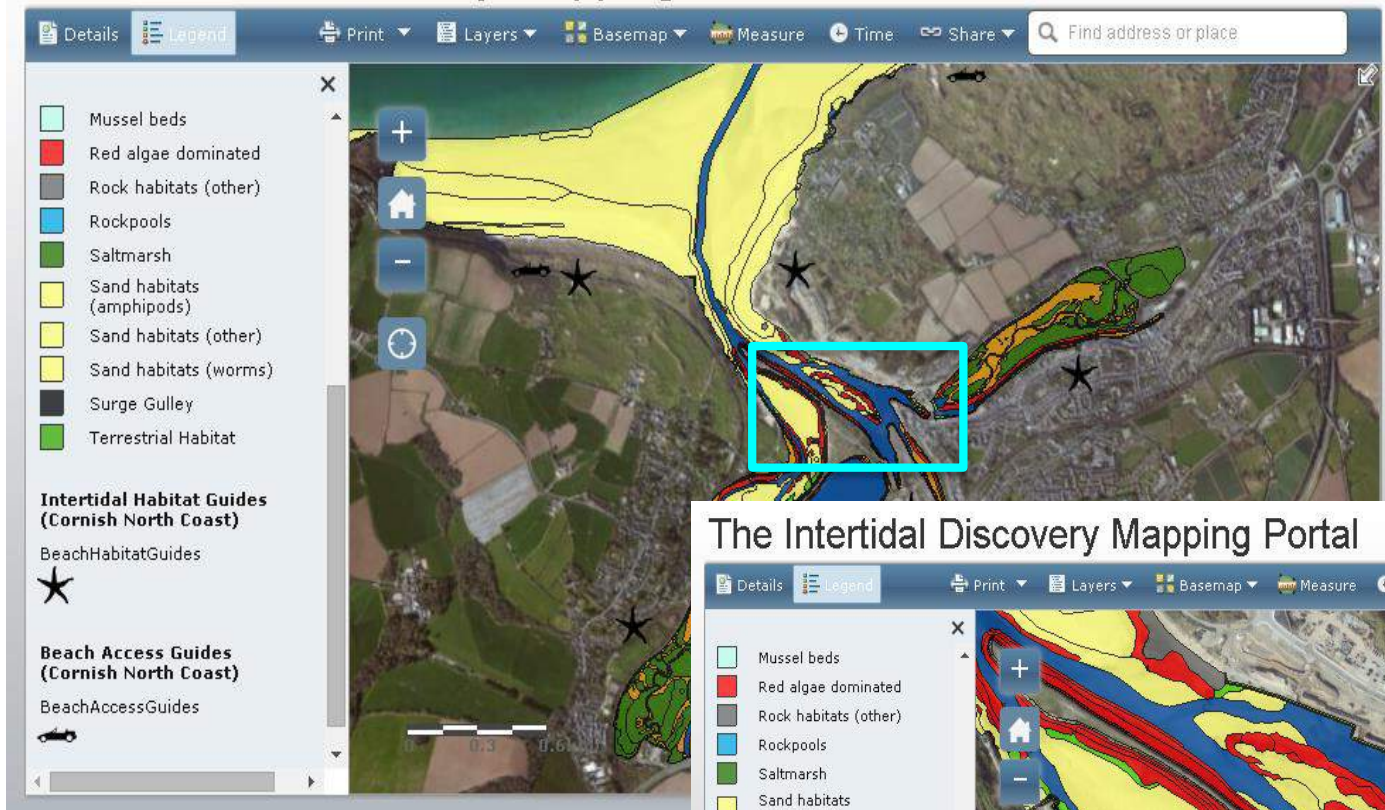 Details Legend Print Layers Basemap Measure Time Share Find address or place
Mussel beds
Red algae dominated
Rock habitats (other)
Rockpools
Saltmarsh
Sand habitats
(amphipods)
Sand habitats (other)
Sand habitats (worms)
Surge Gulley
Terrestrial Habitat
Intertidal Habitat Guides
(Cornish North Coast)
BeachHabitatGuides
Beach Access Guides
(Cornish North Coast)
BeachAccessGuides
0 0.3
The Intertidal Discovery Mapping Portal
Details Legend Print Layers Basemap Measure
Mussel beds
Red algae dominated
Rock habitats (other)
Rockpools
Saltmarsh
Sand habitats